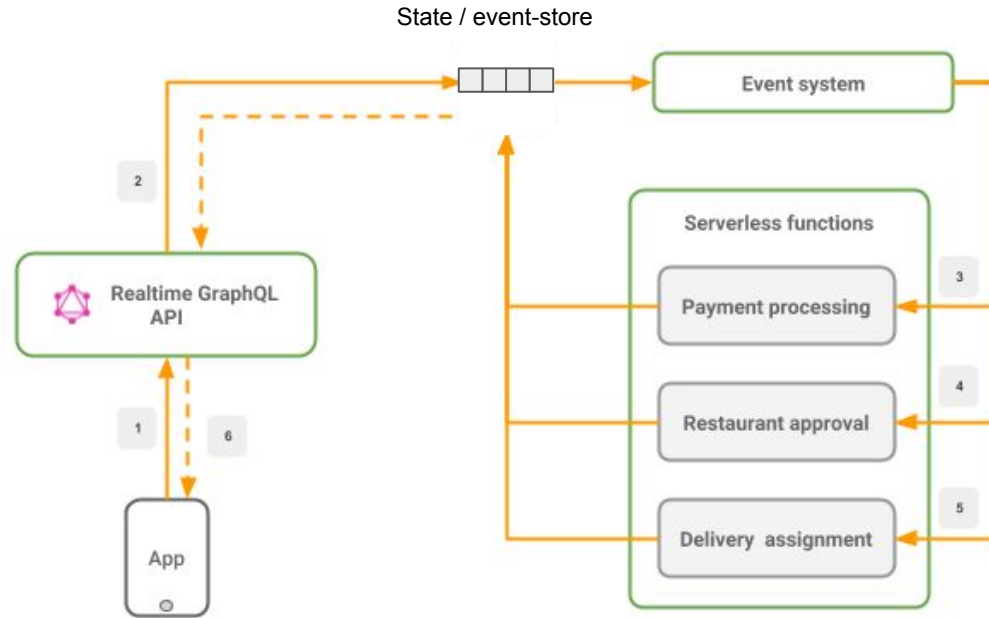 State / event-store
Event system
2
Serverless functions
3
Payment processing
Realtime GraphQL
API
4
Restaurant approval
1
6
5
Delivery assignment
App